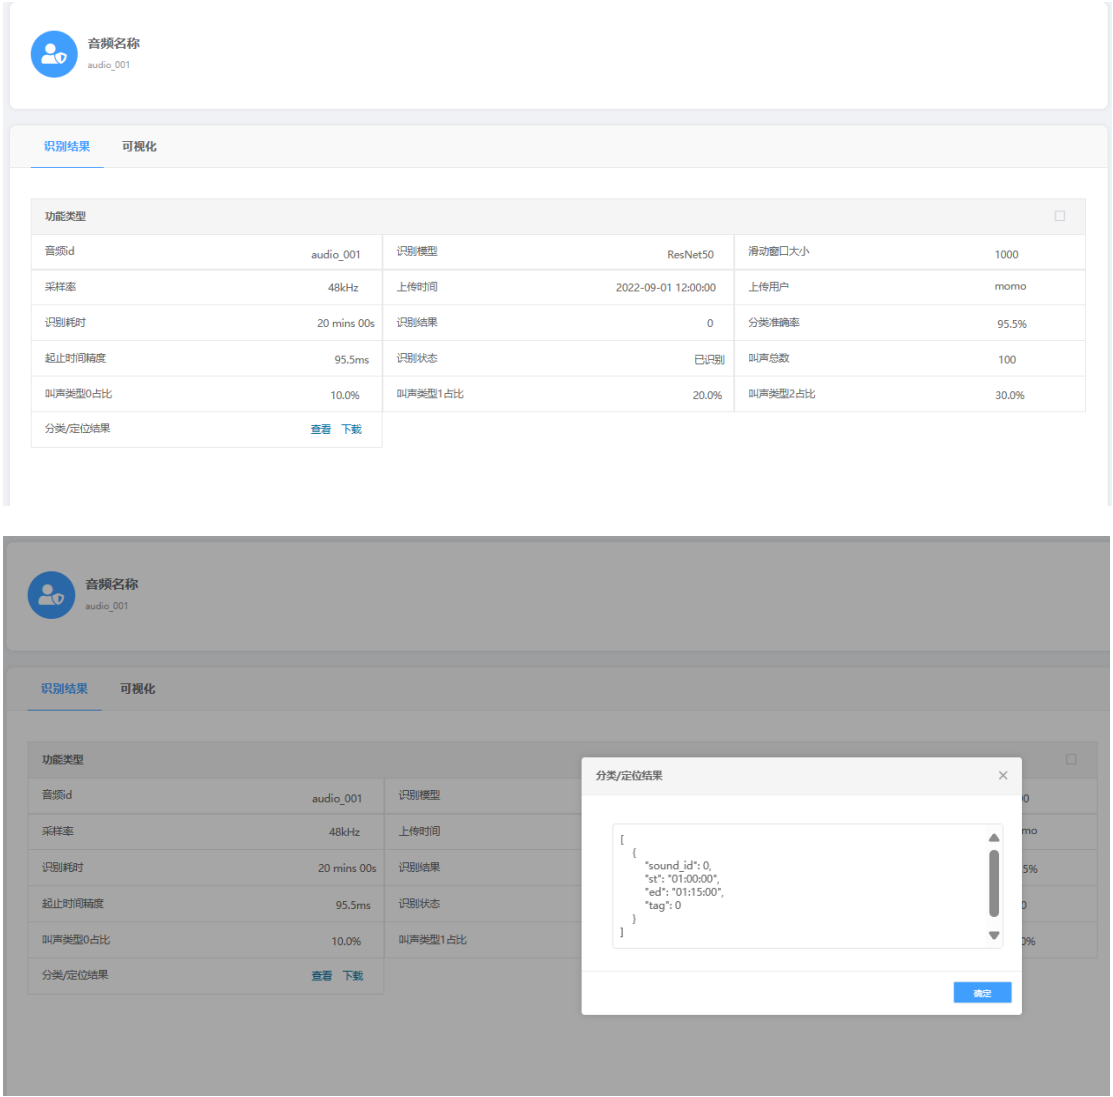 音频名称
audio_001
识别结果 可视化
功能类型
音频id audio_001 识别模型 ResNet50 滑动窗口大小 1000
采样率 48kHz 上传时间 2022-09-01 12:00:00 上传用户 momo
识别耗时 20 mins 00s 识别结果 0 分类准确率 95.5%
起止时间精度 95.5ms 识别状态 已识别 叫声总数 100
叫声类型0占比 10.0% 叫声类型1占比 20.0% 叫声类型2占比 30.0%
分类/定位结果 查看 下载
音频名称
audio_001
识别结果 可视化
功能类型
分类/定位结果 ×
音频id audio_001 识别模型 00
采样率 48kHz 上传时间 mo
识别耗时 20 mins 00s 识别结果 5%
起止时间精度 95.5ms 识别状态 0
叫声类型0占比 10.0% 叫声类型1占比 0%
分类/定位结果 查看 下载
[
{
"sound_id": 0,
"st": "01:00:00",
"ed": "01:15:00",
"tag": 0
}
]
确定